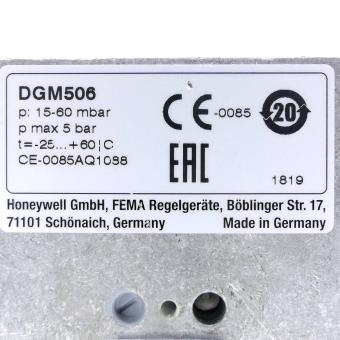 DGM506
p: 15-60 mbar
p max 5 bar
t=-25...+60¦C
CE-0085AQ1088
CE -0085
20
EAC
1819
Honeywell GmbH, FEMA Regelgeräte, Böblinger Str. 17,
71101 Schönaich, Germany Made in Germany